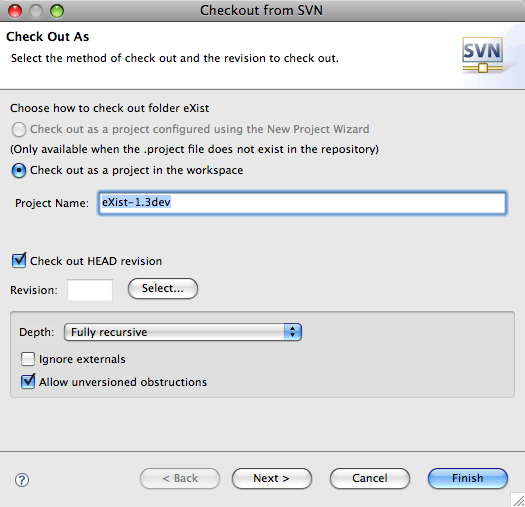 Checkout from SVN
Check Out As
Select the method of check out and the revision to check out.
SVN
Choose how to check out folder eXist
Check out as a project configured using the New Project Wizard
(Only available when the .project file does not exist in the repository)
Check out as a project in the workspace
Project Name: eXist-1.3dev
Check out HEAD revision
Revision: Select...
Depth: Fully recursive
Ignore externals
Allow unversioned obstructions
? < Back Next > Cancel Finish